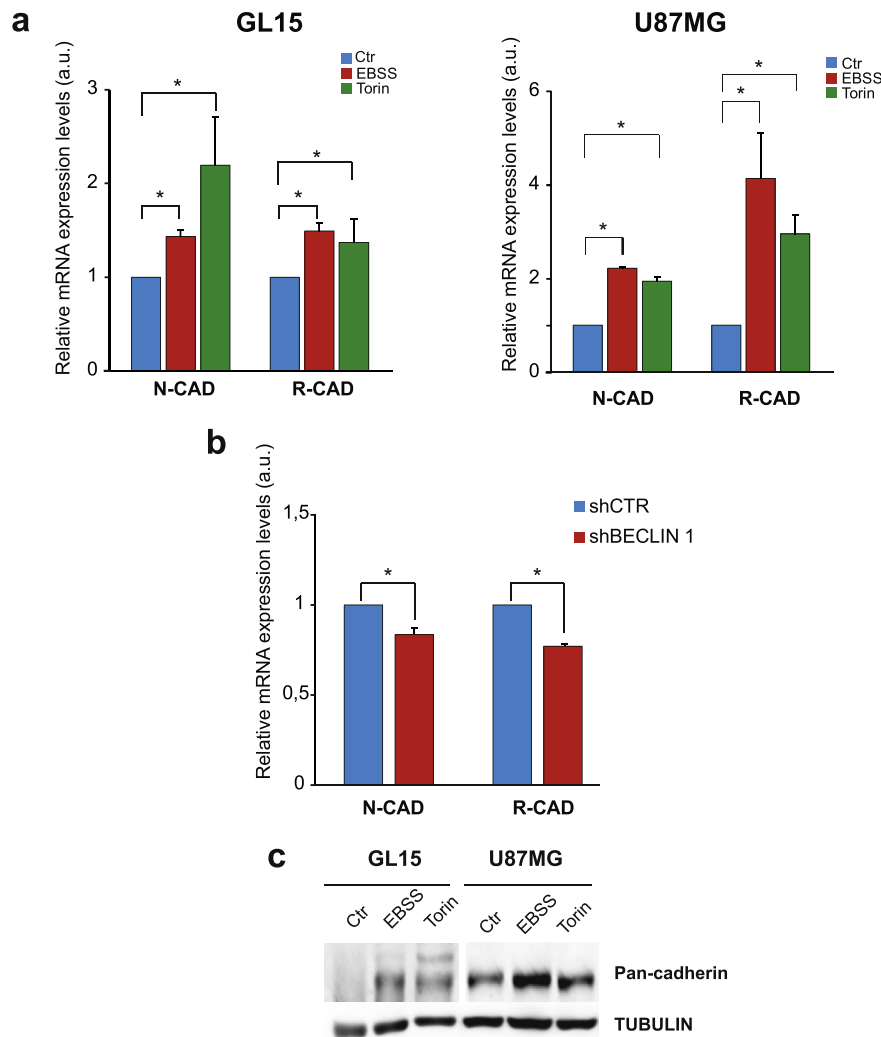 a
GL15
U87MG
Relative mRNA expression levels (a.u.)
3
2
1
0
Ctr
EBSS
Torin
*
*
*
*
N-CAD
R-CAD
Relative mRNA expression levels (a.u.)
6
4
2
0
Ctr
EBSS
Torin
*
*
*
*
N-CAD
R-CAD
b
Relative mRNA expression levels (a.u.)
1,5
1
0,5
0
shCTR
shBECLIN 1
*
*
N-CAD
R-CAD
c
GL15
U87MG
Ctr
EBSS
Torin
Ctr
EBSS
Torin
Pan-cadherin
TUBULIN